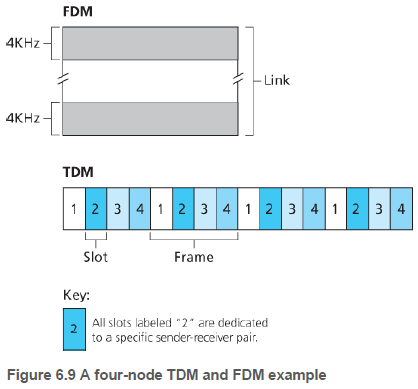 FDM
4KHz
Link
4KHz
TDM
1 2 3 4 1 2 3 4 1 2 3 4 1 2 3 4
Slot Frame
Key:
2 All slots labeled "2" are dedicated
to a specific sender-receiver pair.
Figure 6.9 A four-node TDM and FDM example